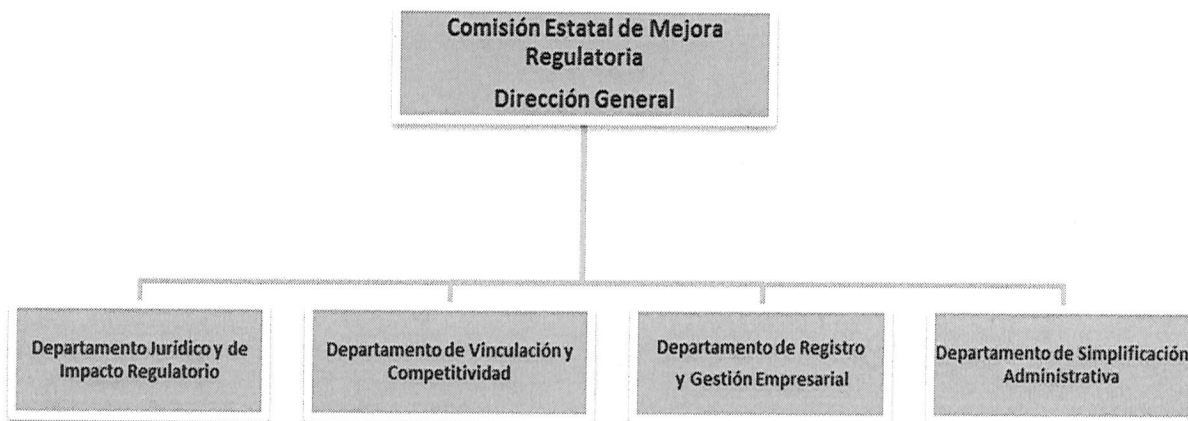 Comisión Estatal de Mejora
Regulatoria
Dirección General
Departamento Jurídico y de
Impacto Regulatorio
Departamento de Vinculación y
Competitividad
Departamento de Registro
y Gestión Empresarial
Departamento de Simplificación
Administrativa